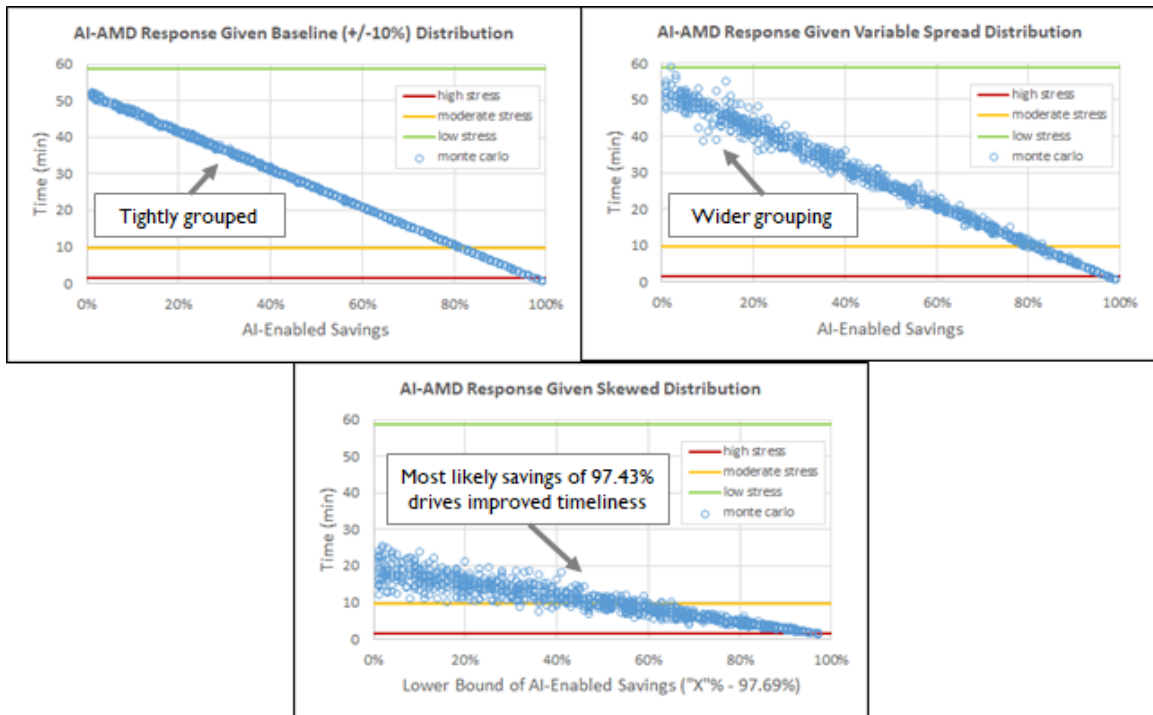 AI-AMD Response Given Baseline (+/-10%) Distribution
60
50
40
30
20
10
0
Time (min)
high stress
moderate stress
low stress
monte carlo
Tightly grouped
0% 20% 40% 60% 80% 100%
AI-Enabled Savings
AI-AMD Response Given Variable Spread Distribution
60
50
40
30
20
10
0
Time (min)
high stress
moderate stress
low stress
monte carlo
Wider grouping
0% 20% 40% 60% 80% 100%
AI-Enabled Savings
AI-AMD Response Given Skewed Distribution
60
50
40
30
20
10
0
Time (min)
high stress
moderate stress
low stress
monte carlo
Most likely savings of 97.43%
drives improved timeliness
0% 20% 40% 60% 80% 100%
Lower Bound of AI-Enabled Savings ("X"% - 97.69%)